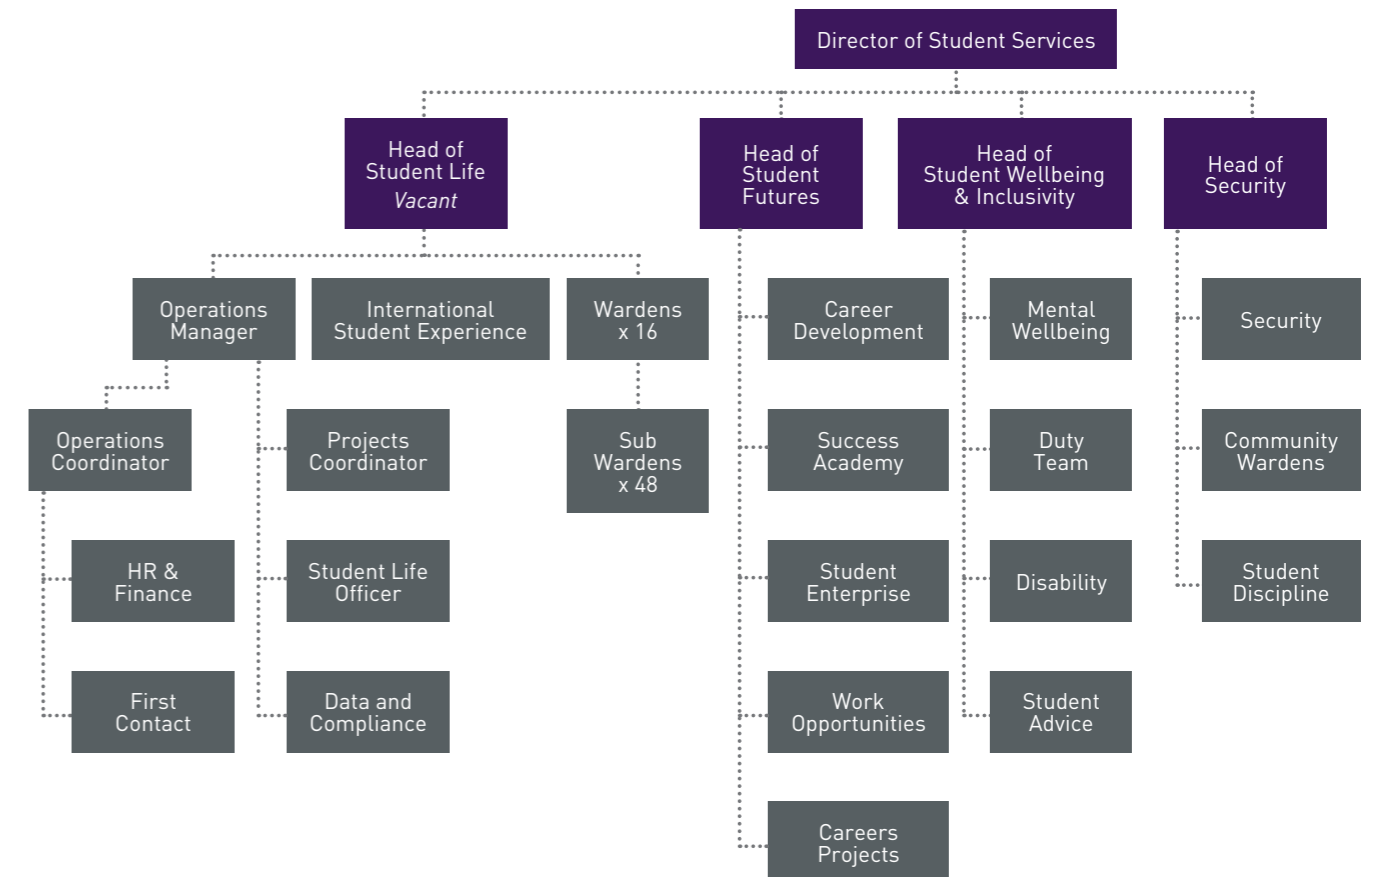 Director of Student Services
Head of
Student Life
Vacant
Head of
Student
Futures
Head of
Student Wellbeing
& Inclusivity
Head of
Security
Operations
Manager
International
Student Experience
Wardens
x 16
Career
Development
Mental
Wellbeing
Security
Operations
Coordinator
Projects
Coordinator
Sub
Wardens
x 48
Success
Academy
Duty
Team
Community
Wardens
HR &
Finance
Student Life
Officer
Student
Enterprise
Disability
Student
Discipline
First
Contact
Data and
Compliance
Work
Opportunities
Student
Advice
Careers
Projects